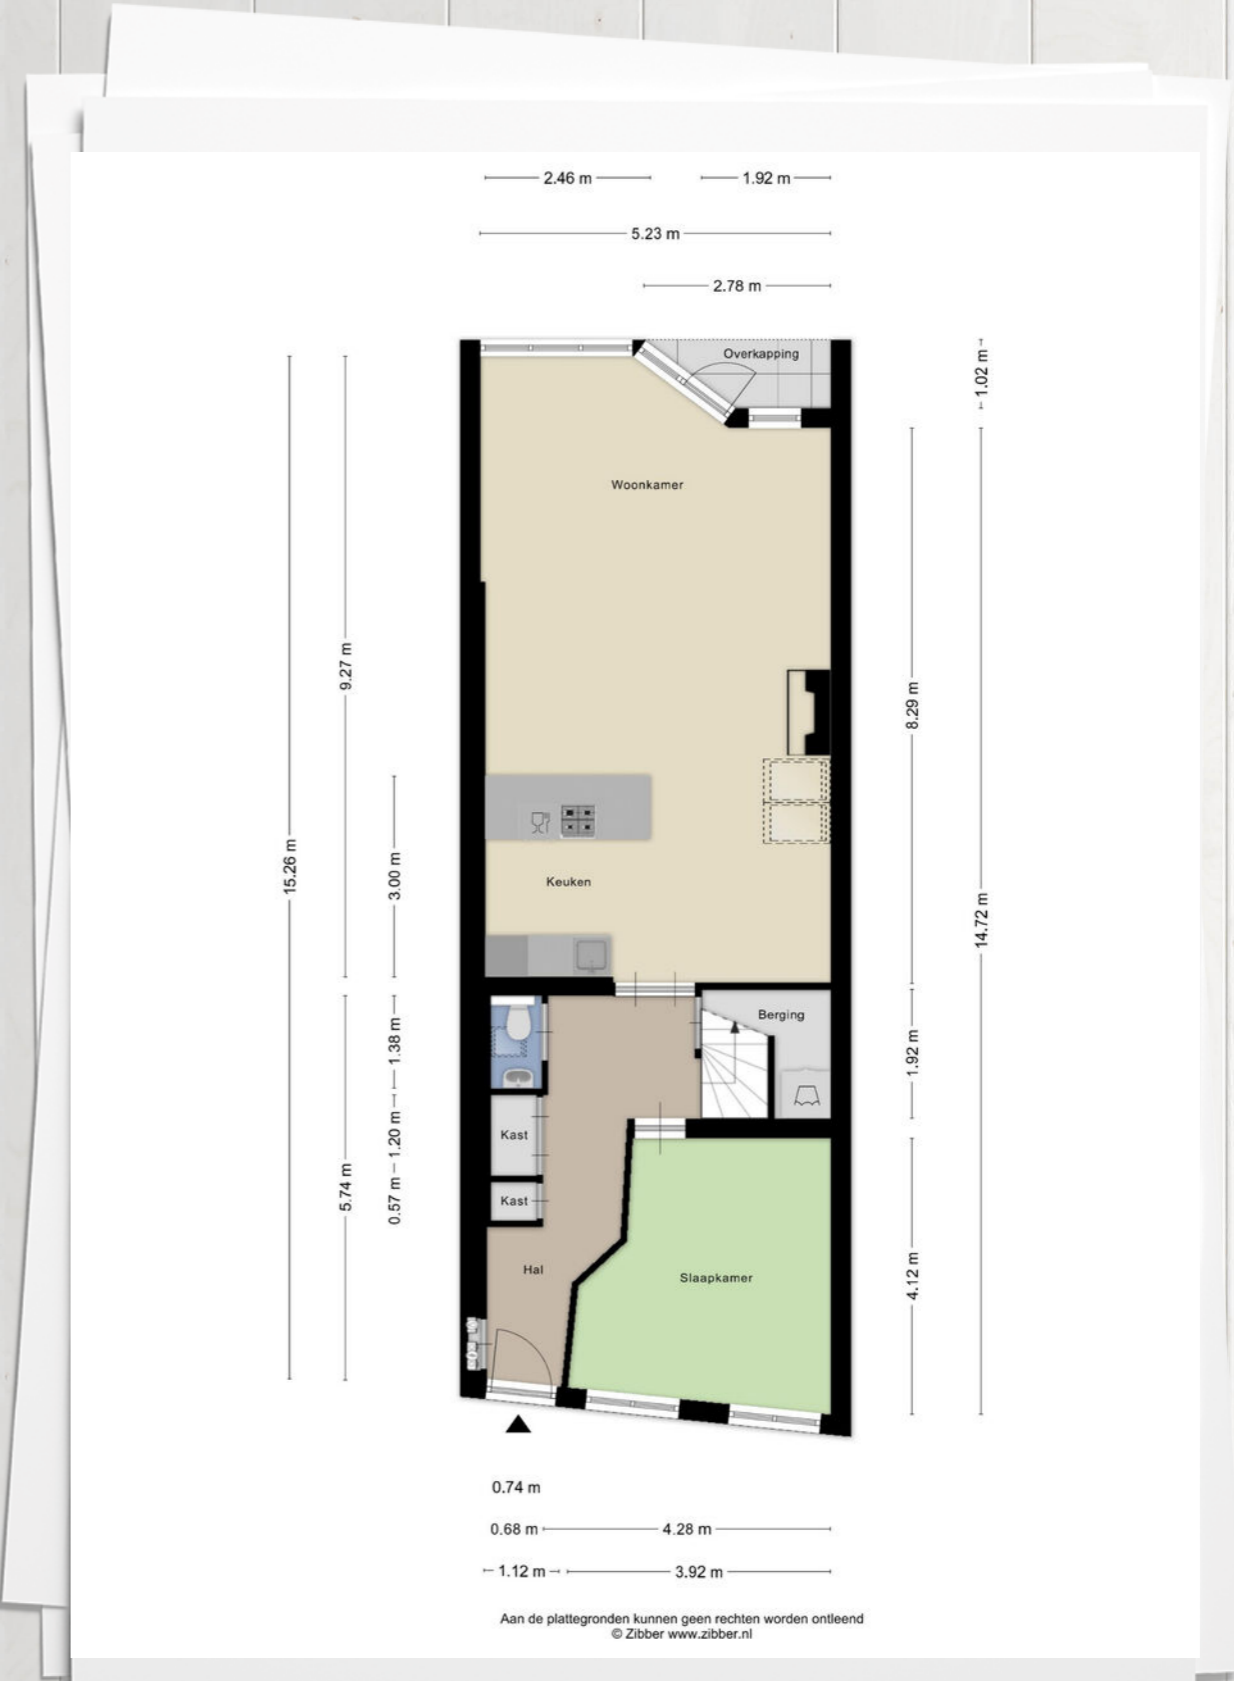 2.46 m
1.92 m
5.23 m
2.78 m
Overkapping
1.02 m
Woonkamer
9.27 m
8.29 m
15.26 m
3.00 m
Keuken
14.72 m
Berging
1.38 m
1.92 m
Kast
1.20 m
Kast
0.57 m
5.74 m
Hal
Slaapkamer
4.12 m
0.74 m
0.68 m
4.28 m
1.12 m
3.92 m
Aan de plattegronden kunnen geen rechten worden ontleend
© Zibber www.zibber.nl